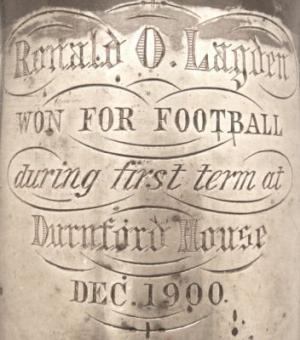 Ronald O. Lagden
WON FOR FOOTBALL
during first term at
Durnford House
DEC. 1900.